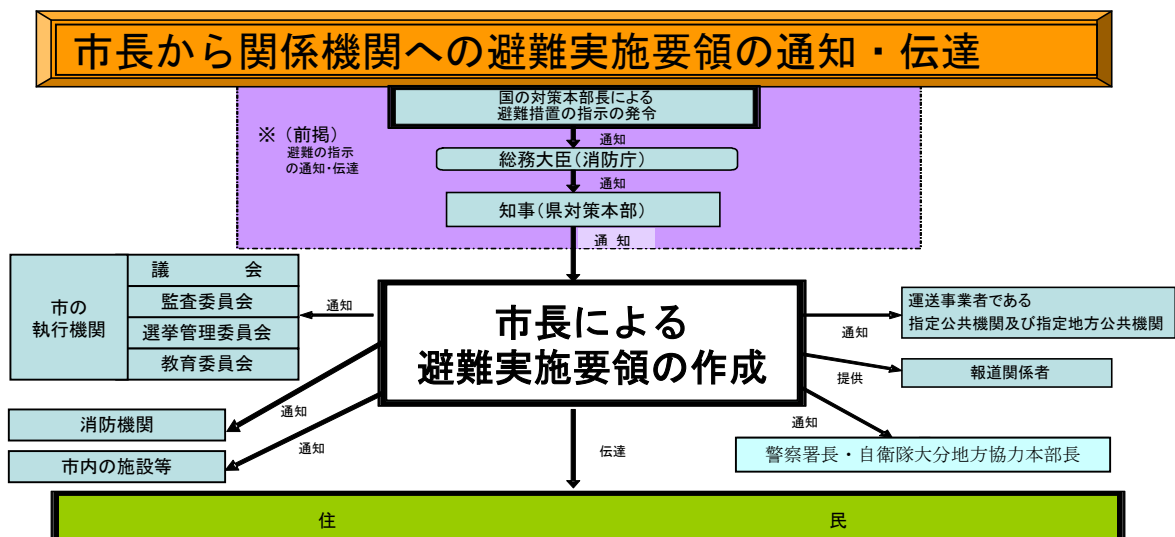 市長から関係機関への避難実施要領の通知・伝達
国の対策本部長による
避難措置の指示の発令
※（前掲）
避難の指示
の通知・伝達
通知
総務大臣（消防庁）
通知
知事（県対策本部）
通 知
市の
執行機関
議 会
監査委員会
選挙管理委員会
教育委員会
通知
市長による
避難実施要領の作成
運送事業者である
指定公共機関及び指定地方公共機関
通知
提供
報道関係者
消防機関
通知
通知
市内の施設等
通知
伝達
警察署長・自衛隊大分地方協力本部長
住 民